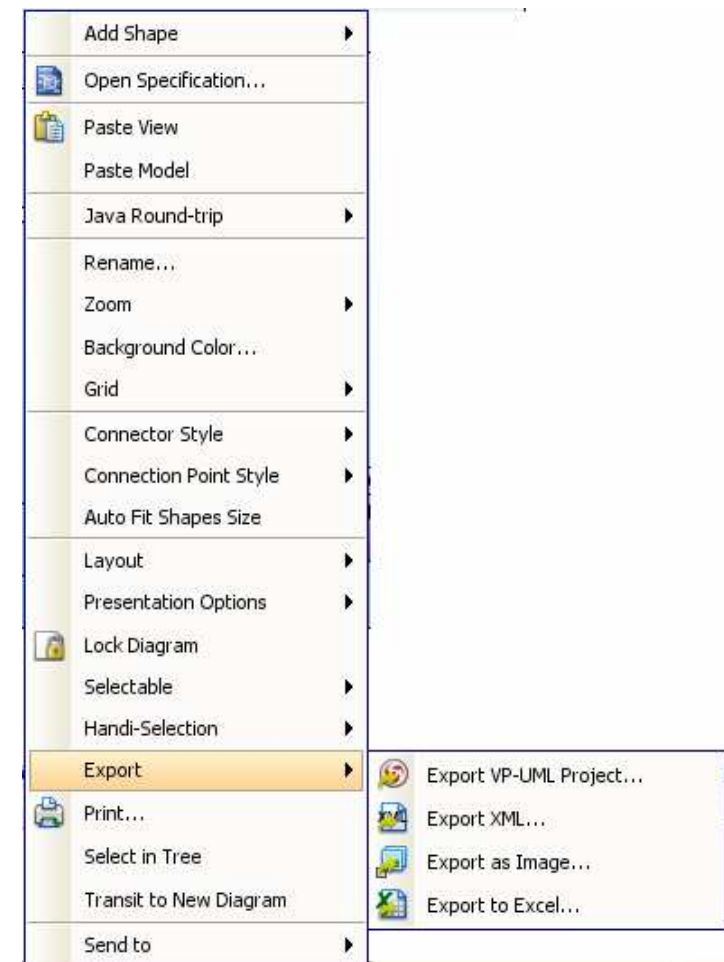 Add Shape
Open Specification...
Paste View
Paste Model
Java Round-trip
Rename...
Zoom
Background Color...
Grid
Connector Style
Connection Point Style
Auto Fit Shapes Size
Layout
Presentation Options
Lock Diagram
Selectable
Handi-Selection
Export
Export VP-UML Project...
Print...
Export XML...
Select in Tree
Export as Image...
Transit to New Diagram
Export to Excel...
Send to